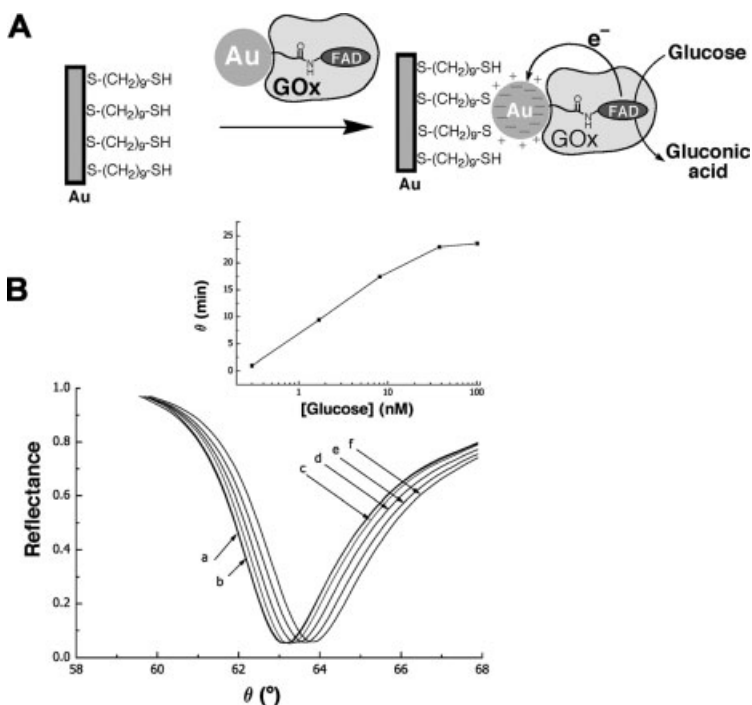 A
S-(CH2)9-SH
S-(CH2)9-SH
S-(CH2)9-SH
S-(CH2)9-SH
Au
Au
GOx
O
N
H
FAD
S-(CH2)9-SH
S-(CH2)9-S
S-(CH2)9-S
S-(CH2)9-SH
Au
Au
O
N
H
GOx
FAD
e−
Glucose
Gluconic
acid
B
θ (min)
25
20
15
10
5
0
1
10
100
[Glucose] (nM)
Reflectance
1.0
0.8
0.6
0.4
0.2
0.0
a
b
c
d
e
f
58
60
62
64
66
68
θ (º)